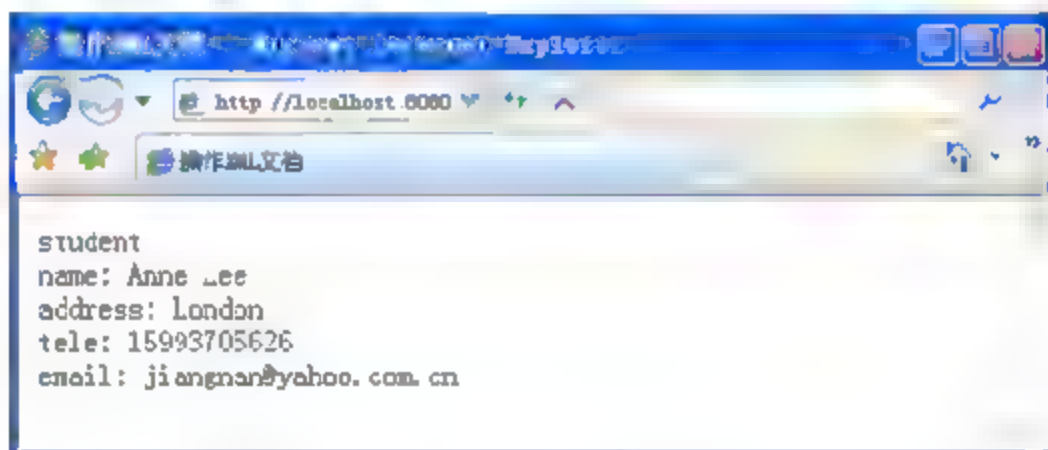 Explorer
http //localhost 8080
操作XML文档
student
name: Anne Lee
address: London
tele: 15993705626
email: jiangnan@yahoo.com.cn